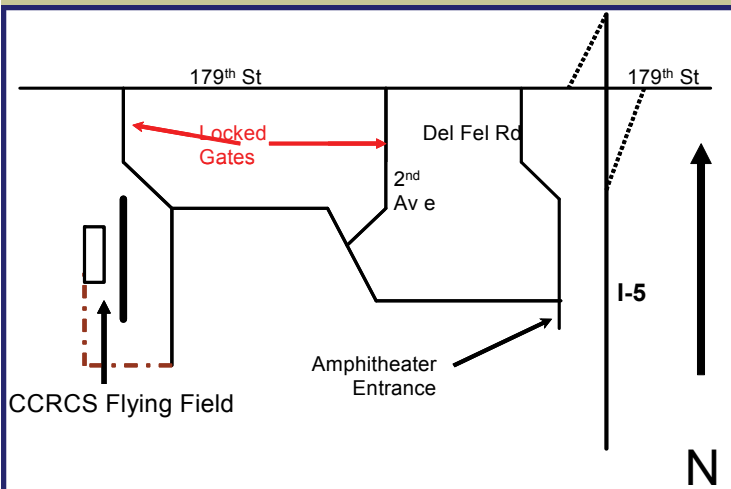 179th St
179th St
Locked
Gates
Del Fel Rd
2nd
Av e
I-5
Amphitheater
Entrance
CCRCS Flying Field
N